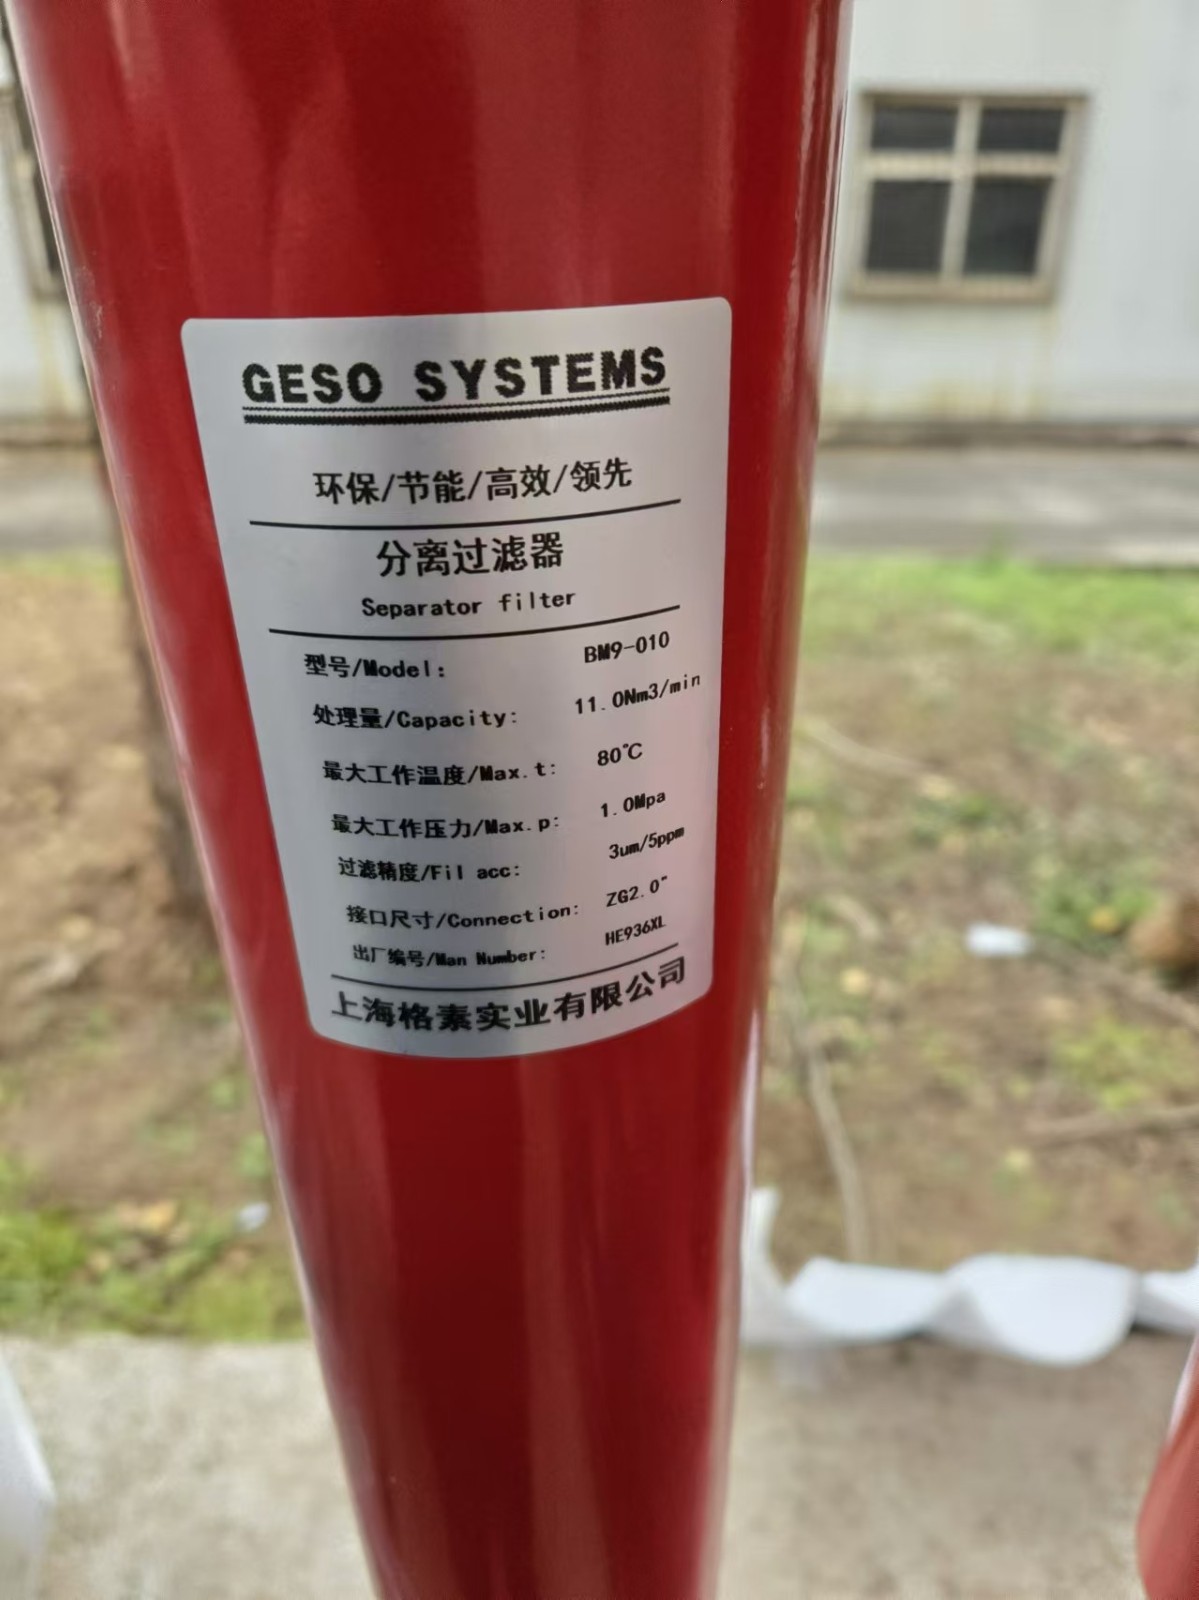 GESO SYSTEMS
环保/节能/高效/领先
分离过滤器
Separator filter
型号/Model: BM9-010
处理量/Capacity: 11.0Nm3/min
最大工作温度/Max.t: 80℃
最大工作压力/Max.p: 1.0Mpa
过滤精度/Fil acc: 3um/5ppm
接口尺寸/Connection: ZG2.0"
出厂编号/Man Number: HE936XL
上海格素实业有限公司